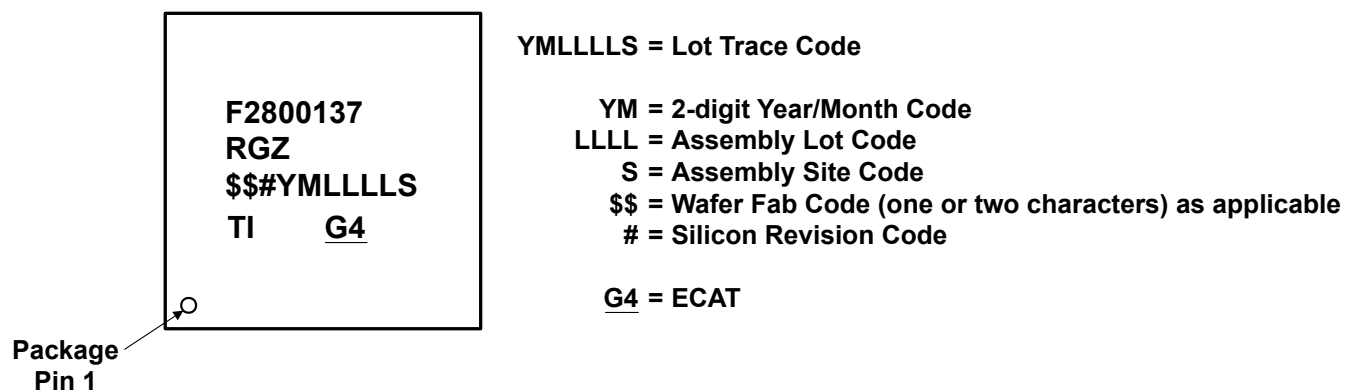 F2800137
RGZ
$$#YMLLLLS
TI G4
Package
Pin 1
YMLLLLS = Lot Trace Code
YM = 2-digit Year/Month Code
LLLL = Assembly Lot Code
S = Assembly Site Code
$$ = Wafer Fab Code (one or two characters) as applicable
# = Silicon Revision Code
G4 = ECAT